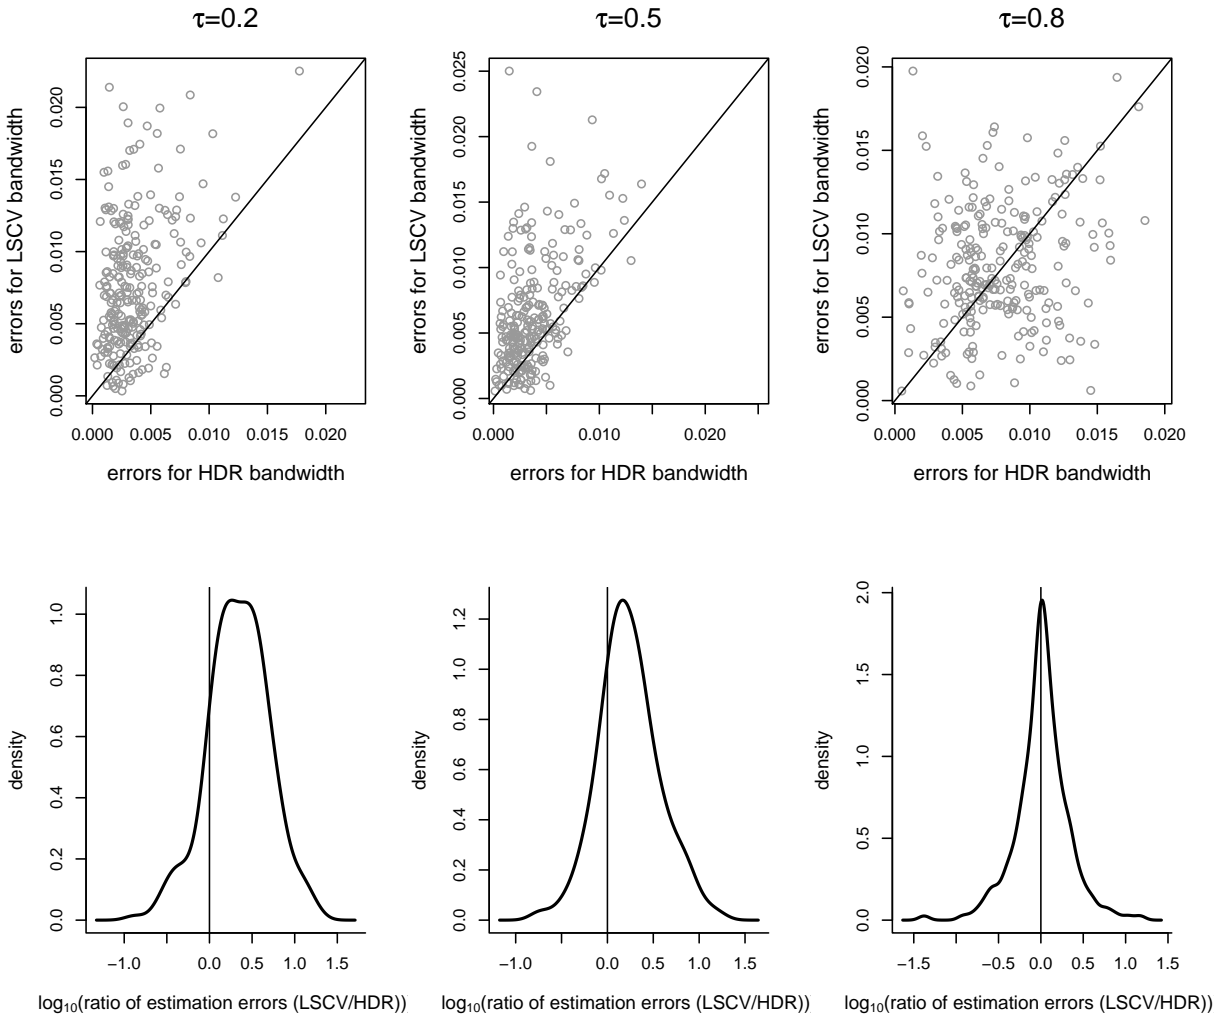 τ=0.2 τ=0.5 τ=0.8
errors for LSCV bandwidth
0.000 0.005 0.010 0.015 0.020
0.000 0.005 0.010 0.015 0.020
errors for HDR bandwidth
errors for LSCV bandwidth
0.000 0.005 0.010 0.015 0.020 0.025
0.000 0.010 0.020
errors for HDR bandwidth
errors for LSCV bandwidth
0.000 0.005 0.010 0.015 0.020
0.000 0.005 0.010 0.015 0.020
errors for HDR bandwidth
density
0.0 0.2 0.4 0.6 0.8 1.0
−1.0 0.0 0.5 1.0 1.5
log₁₀(ratio of estimation errors (LSCV/HDR))
density
0.0 0.2 0.4 0.6 0.8 1.0 1.2
−1.0 0.0 0.5 1.0 1.5
log₁₀(ratio of estimation errors (LSCV/HDR))
density
0.0 0.5 1.0 1.5 2.0
−1.5 −0.5 0.0 0.5 1.0 1.5
log₁₀(ratio of estimation errors (LSCV/HDR))